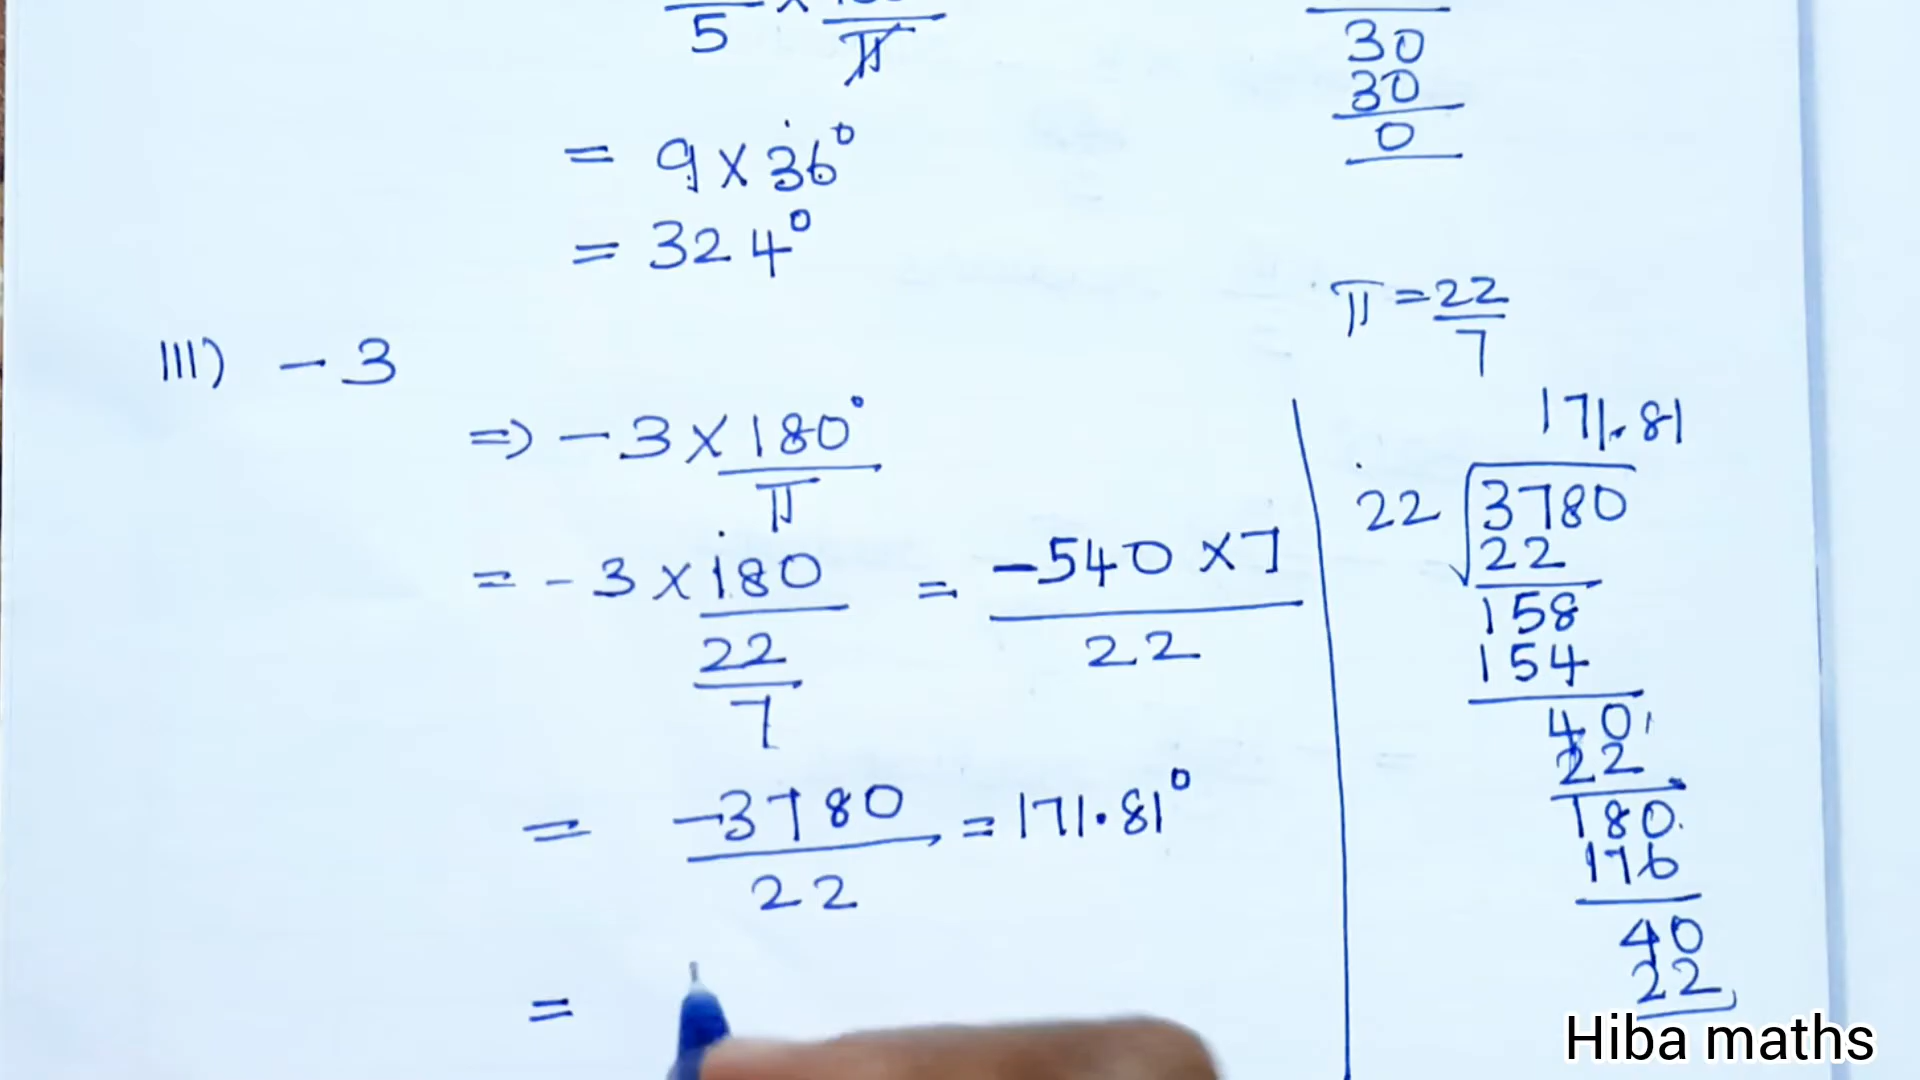 5 × π
= 9 × 36°
= 324°
III) - 3
⇒ - 3 × 180° / π
= - 3 × 180 / 22/7 = -540 × 7 / 22
= -3780 / 22 = 171.81°
=
30
30
0
π = 22/7
171.81
22 √3780
22
158
154
40
22
180
176
40
22
Hiba maths